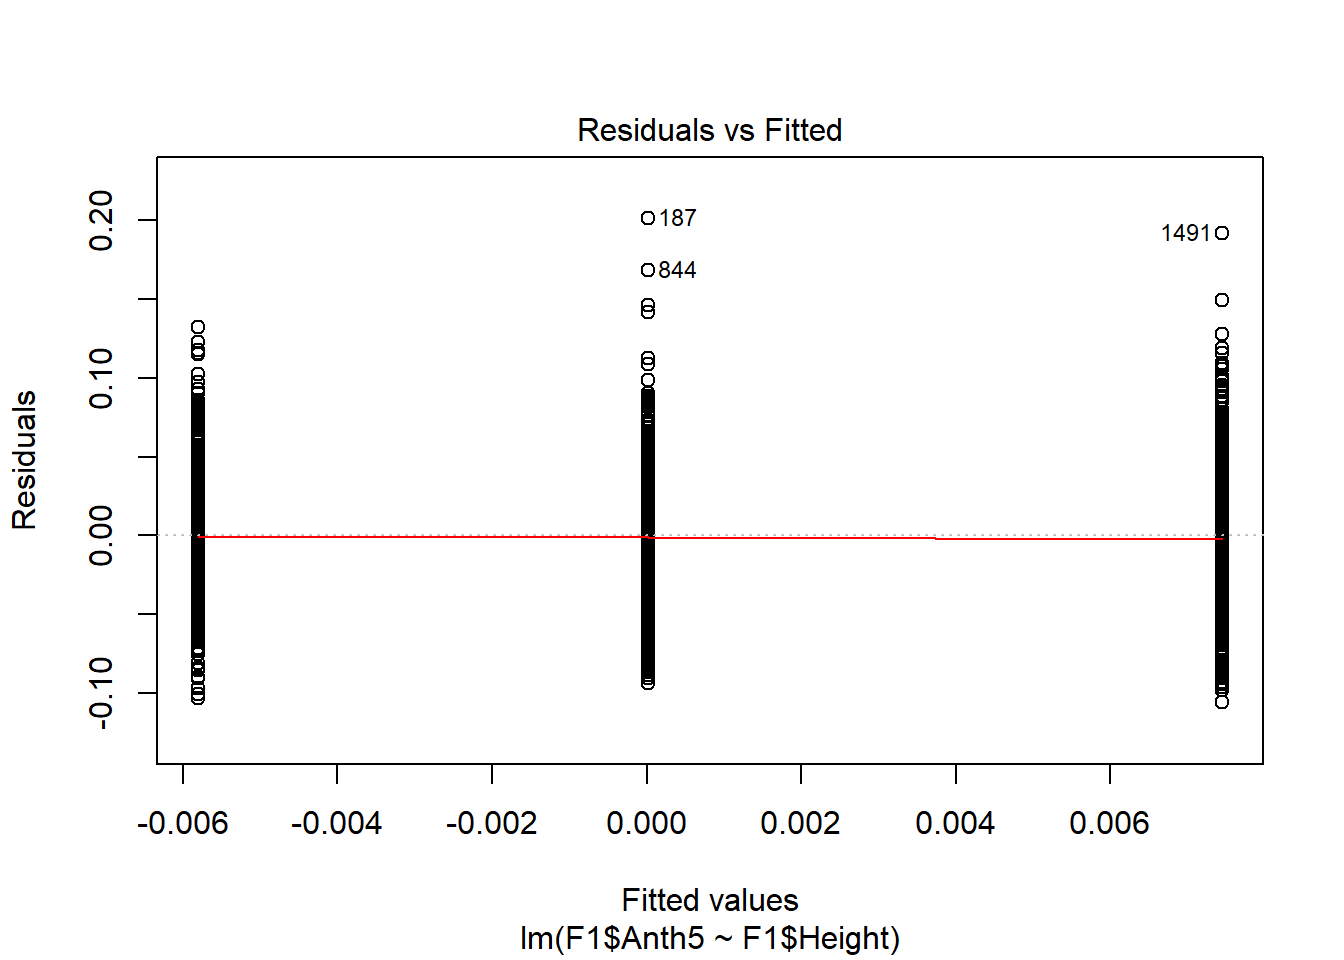 Residuals vs Fitted
0.20
0.10
0.00
-0.10
Residuals
187
844
1491
-0.006 -0.004 -0.002 0.000 0.002 0.004 0.006
Fitted values
lm(F1$Anth5 ~ F1$Height)